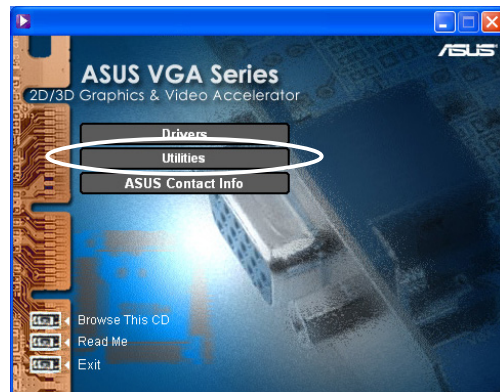 ASUS
ASUS VGA Series
2D/3D Graphics & Video Accelerator
Drivers
Utilities
ASUS Contact Info
Browse This CD
Read Me
Exit